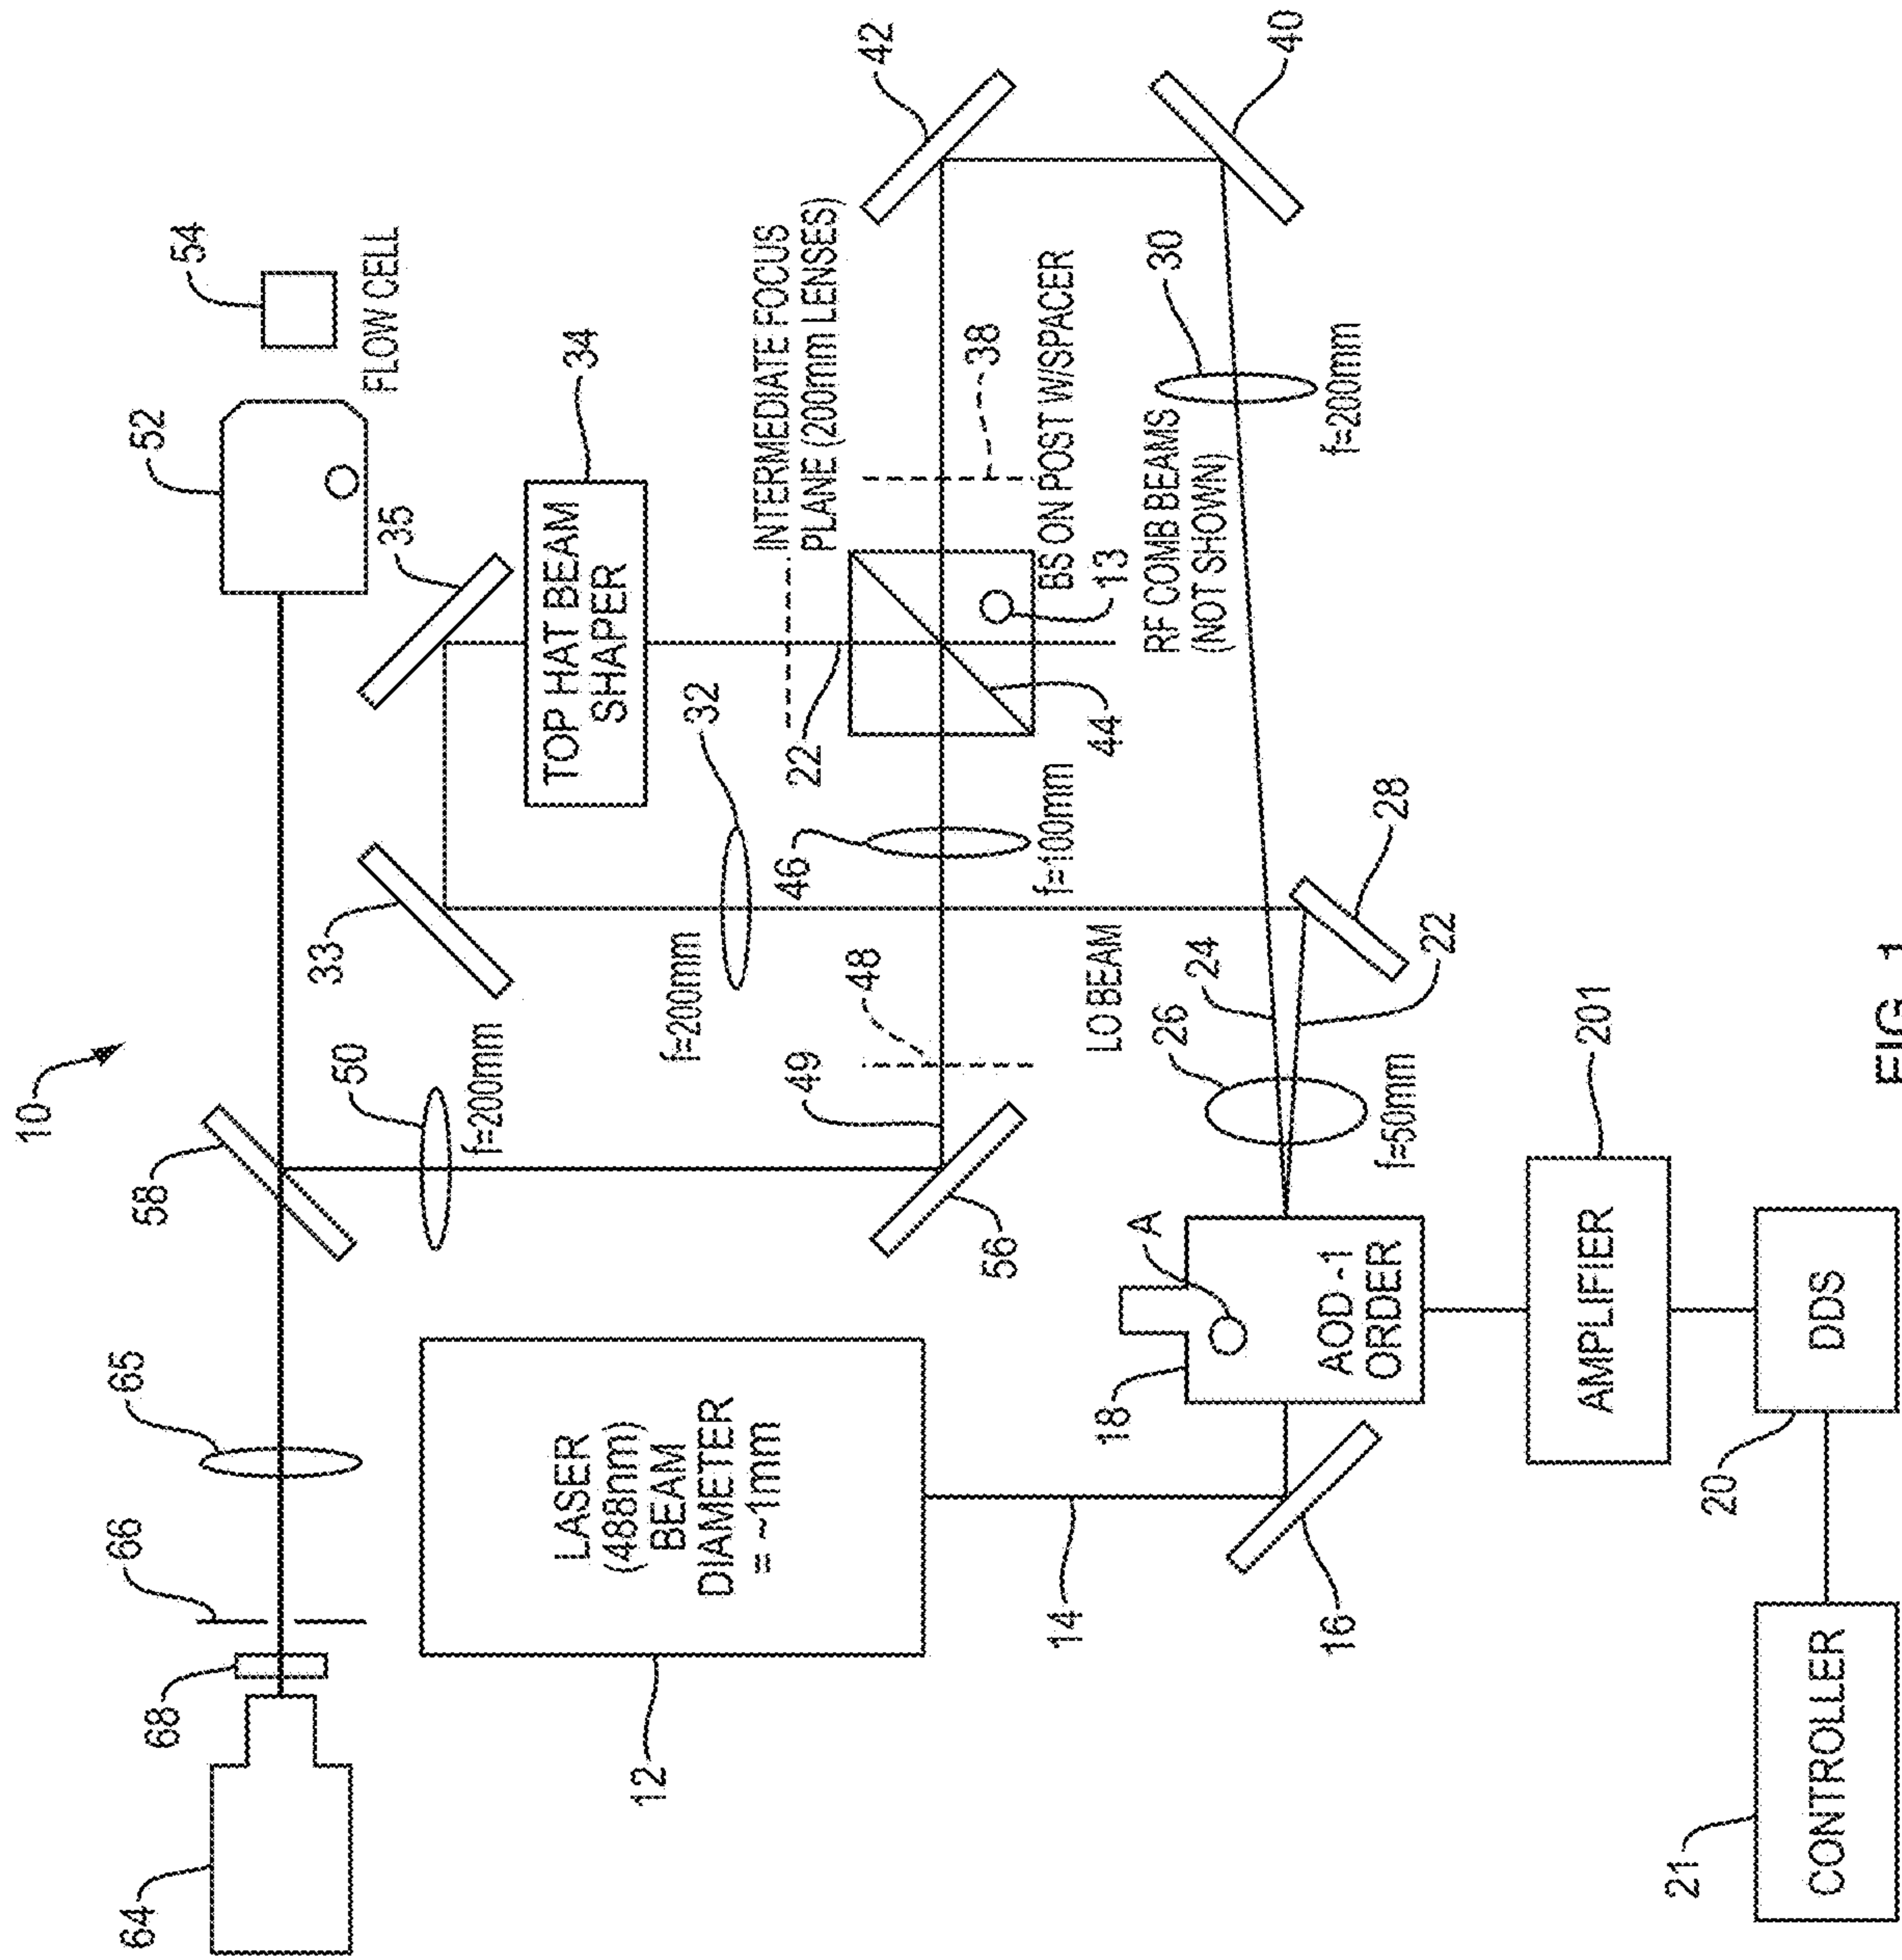 10
64
68
66
65
58
50
f=200mm
52
54
FLOW CELL
33
35
32
f=200mm
TOP HAT BEAM
SHAPER
34
12
LASER
(488nm)
BEAM
DIAMETER
= ~1mm
INTERMEDIATE FOCUS
PLANE (200mm LENSES)
22
42
49
48
46
f=100mm
56
38
BS ON POST W/SPACER
13
44
14
16
18
A
AOD -1
ORDER
LO BEAM
RF COMB BEAMS
(NOT SHOWN)
24
26
f=50mm
22
28
30
f=200mm
40
201
AMPLIFIER
20
DDS
21
CONTROLLER
FIG. 1